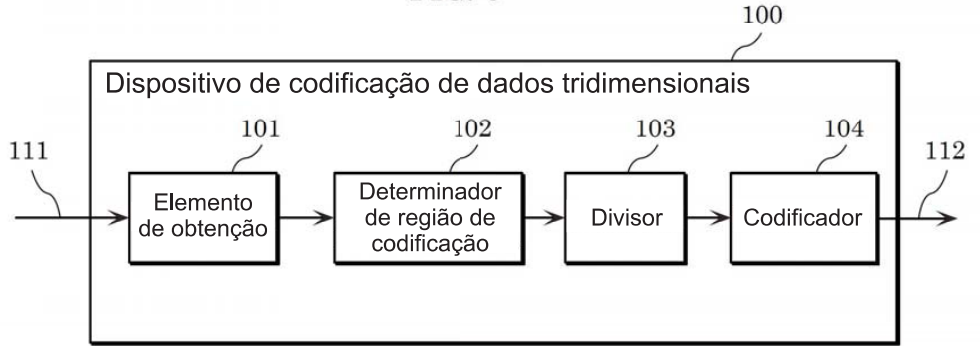 100
Dispositivo de codificação de dados tridimensionais
101
102
103
104
111
112
Elemento
de obtenção
Determinador
de região de
codificação
Divisor
Codificador